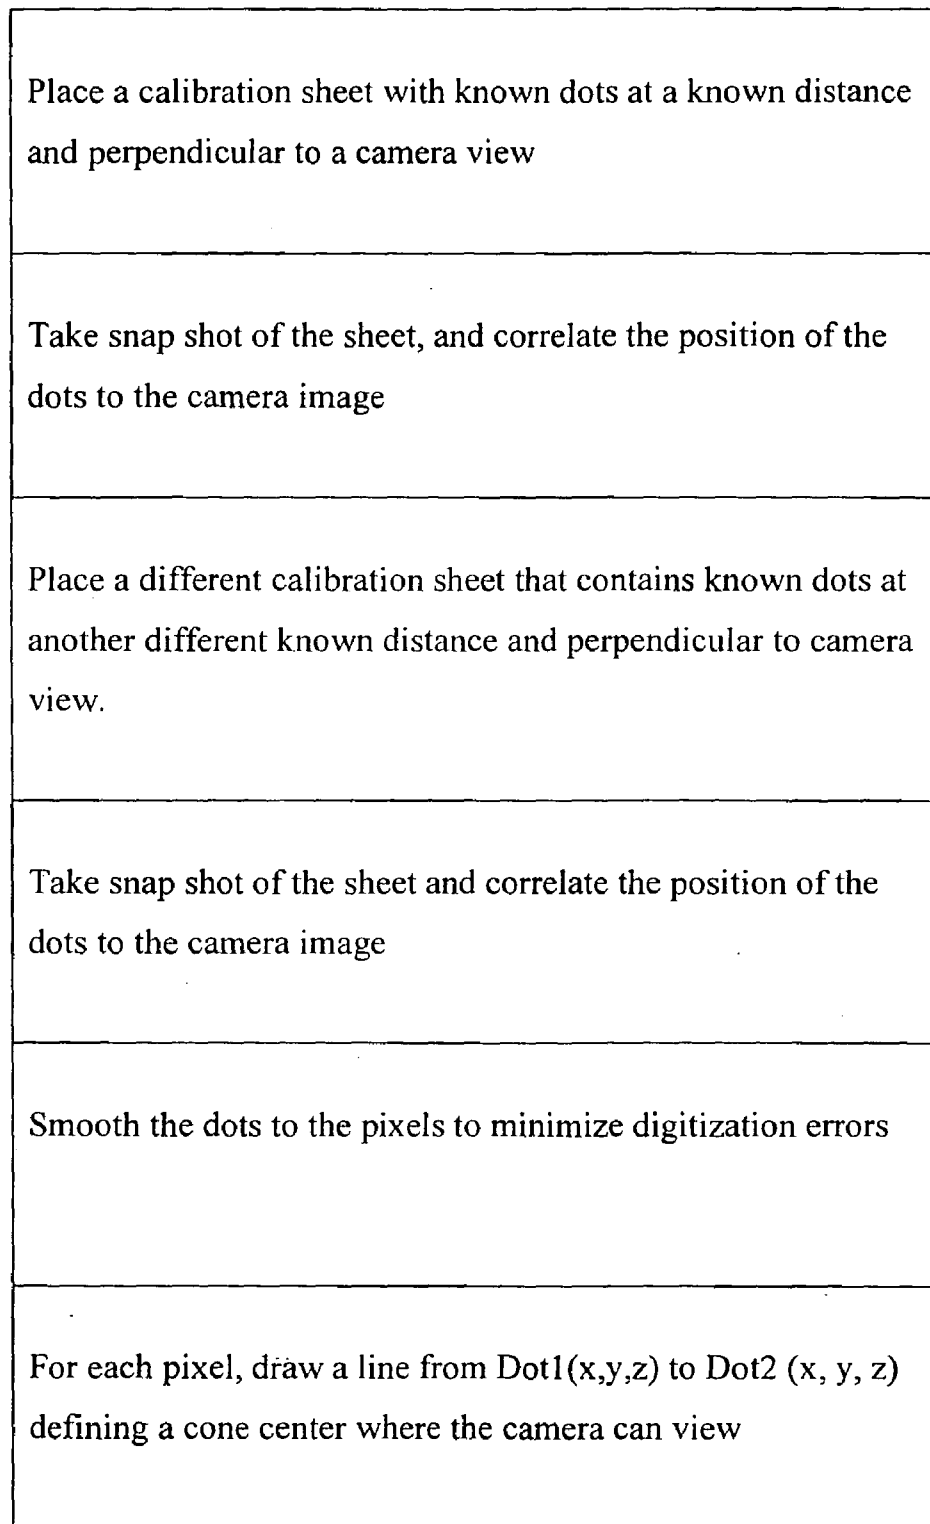 Place a calibration sheet with known dots at a known distance
and perpendicular to a camera view
Take snap shot of the sheet, and correlate the position of the
dots to the camera image
Place a different calibration sheet that contains known dots at
another different known distance and perpendicular to camera
view.
Take snap shot of the sheet and correlate the position of the
dots to the camera image
Smooth the dots to the pixels to minimize digitization errors
For each pixel, draw a line from Dot1(x,y,z) to Dot2 (x, y, z)
defining a cone center where the camera can view